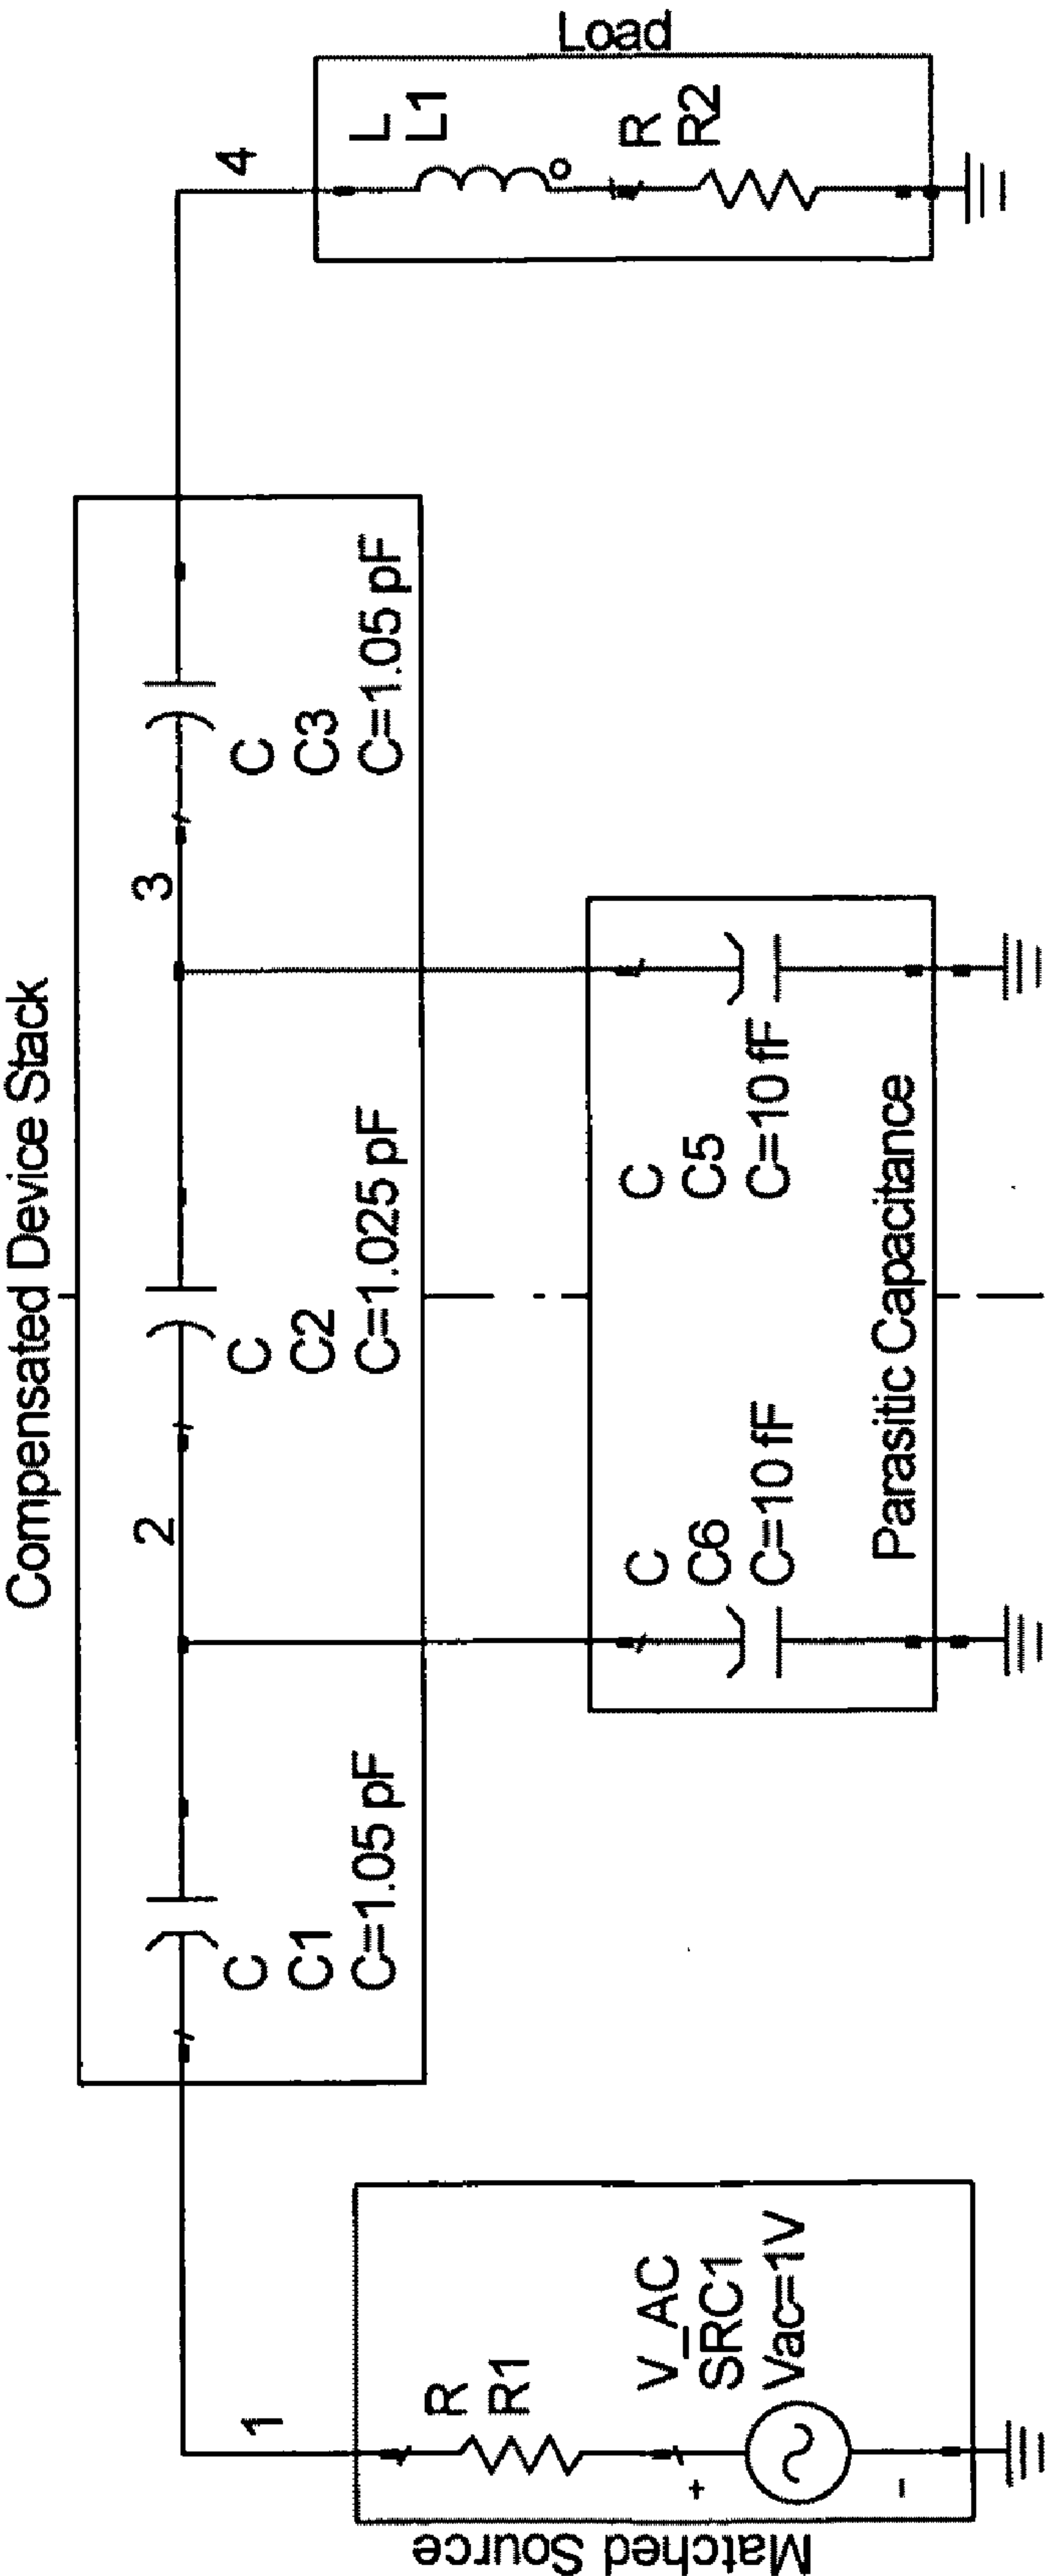 Compensated Device Stack
1
2
3
4
C
C1
C=1.05 pF
C
C2
C=1.025 pF
C
C3
C=1.05 pF
Matched Source
R
R1
V_AC
SRC1
Vac=1V
+
-
C
C6
C=10 fF
C
C5
C=10 fF
Parasitic Capacitance
L
L1
R
R2
Load